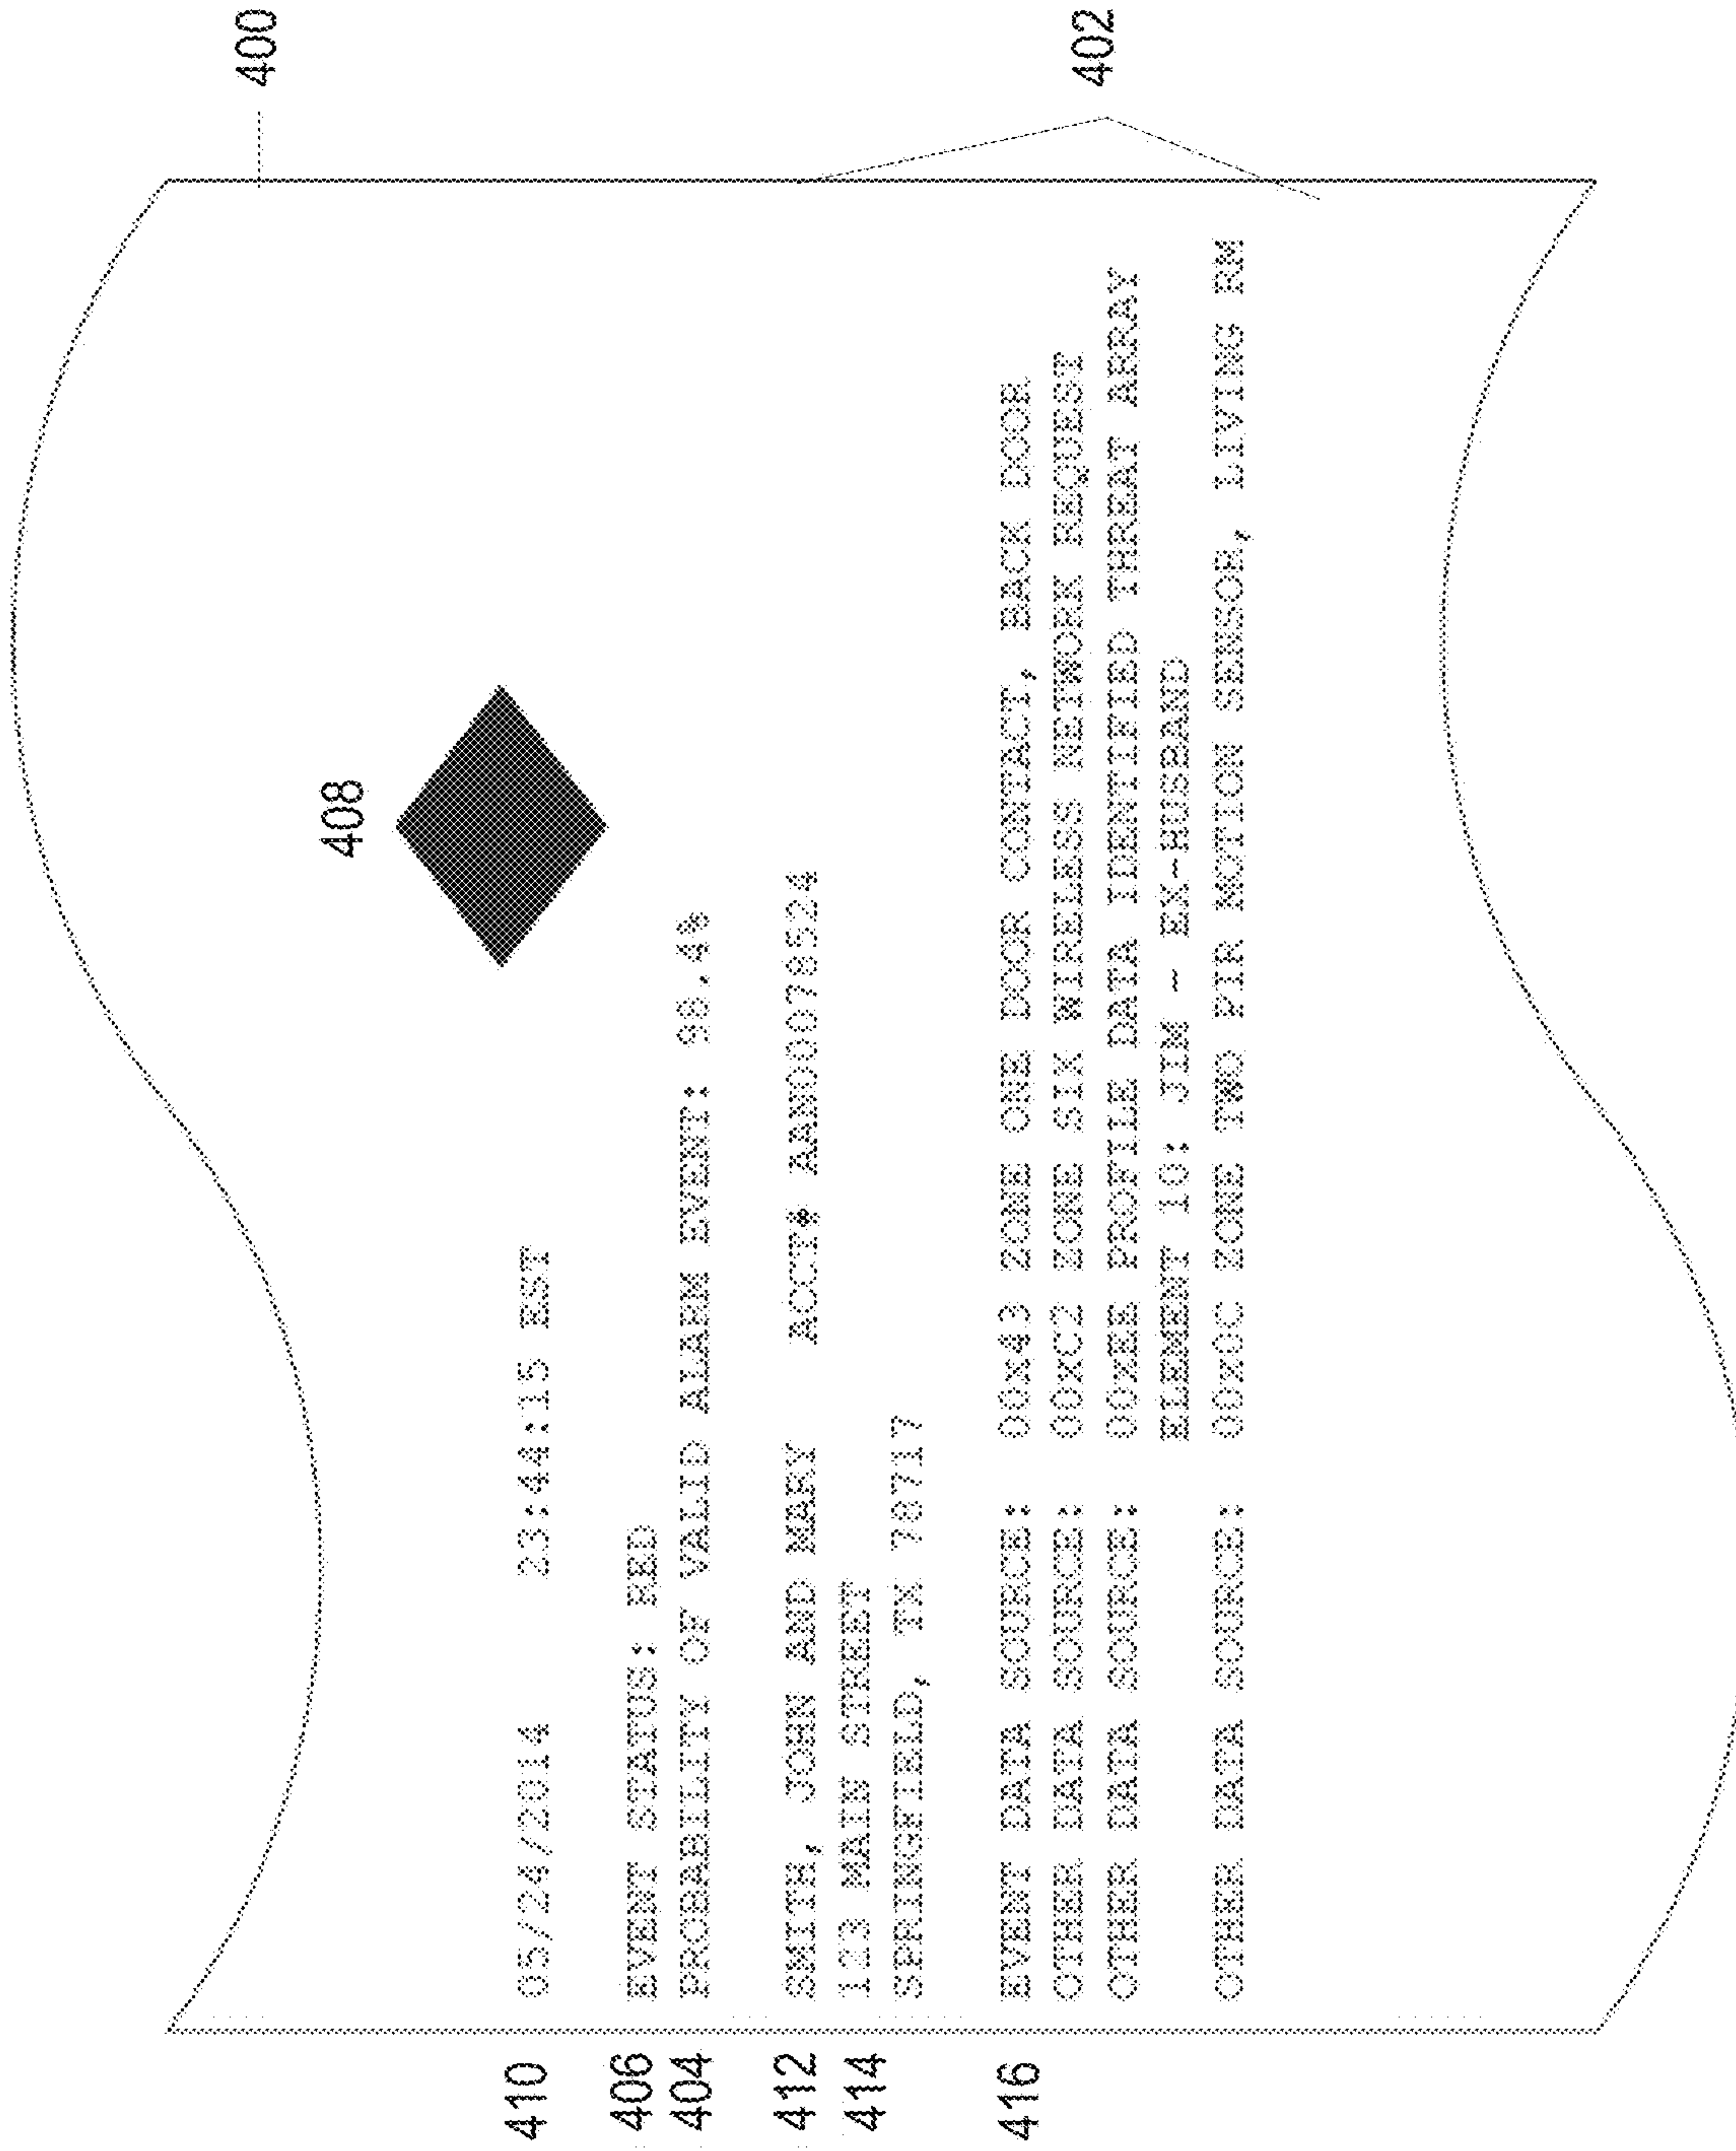 400
408
410 05/24/2014 23:44:15 EST
406 EVENT STATUS: RED
404 PROBABILITY OF VALID ALARM EVENT: 98.4%
412 SMITH, JOHN AND MARY ACCT# AAN00078524
414 123 MAIN STREET
SPRINGFIELD, TX 78717
416 EVENT DATA SOURCE: 00x43 ZONE ONE DOOR CONTACT, BACK DOOR
OTHER DATA SOURCE: 00xC2 ZONE SIX WIRELESS NETWORK REQUEST
402
OTHER DATA SOURCE: 00xEE PROFILE DATA IDENTIFIED THREAT ARRAY
ELEMENT 10: JIM - EX-HUSBAND
OTHER DATA SOURCE: 00x0C ZONE TWO PIR MOTION SENSOR, LIVING RM